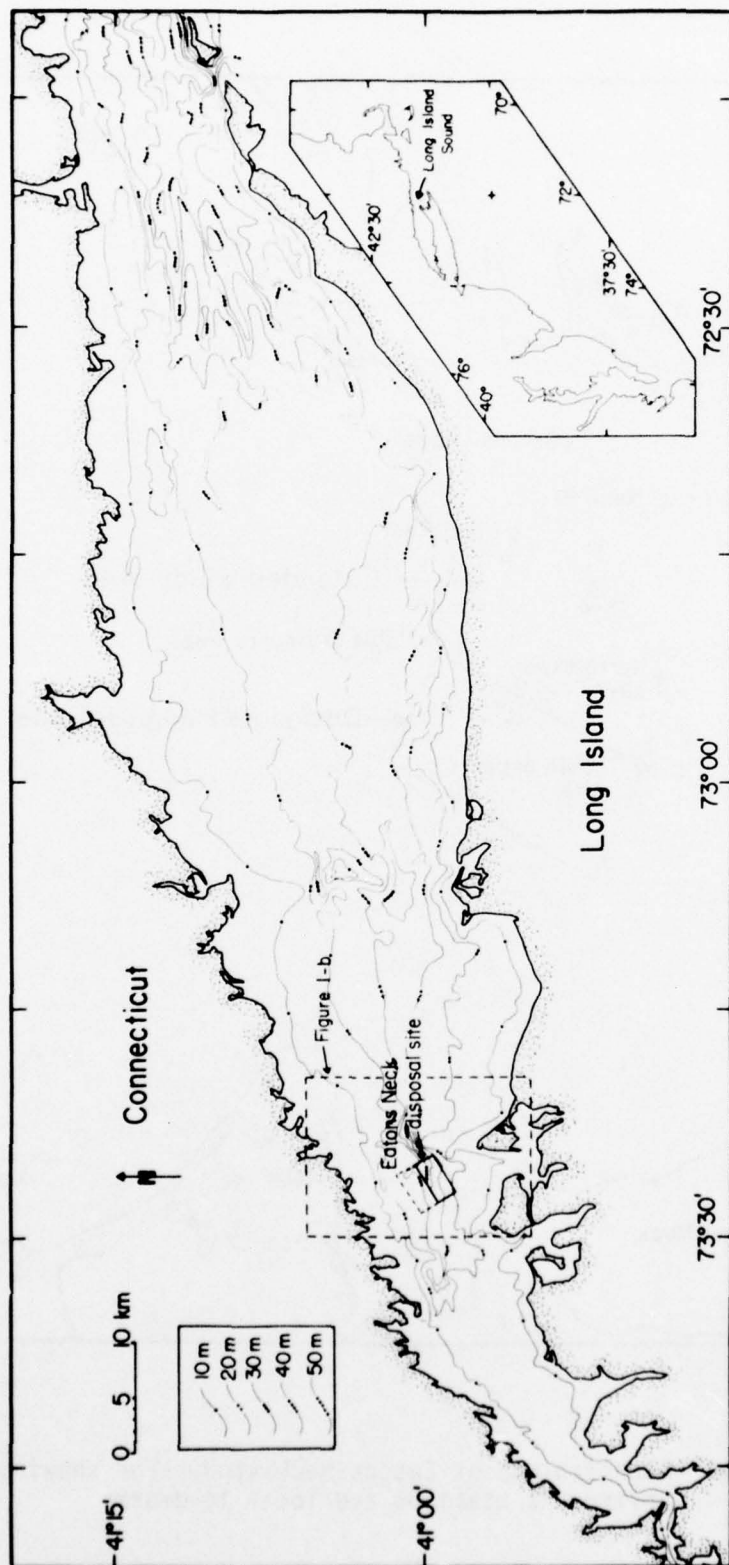 Connecticut
N
0 5 10 km
10 m
20 m
30 m
40 m
50 m
Figure 1-b
Eatons Neck
disposal site
Long Island
41°15'
41°00'
73°30'
73°00'
72°30'
Long Island
Sound
42°30'
76°
40°
70°
72°
37°30'
74°